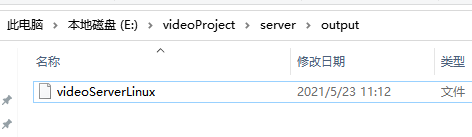 此电脑 > 本地磁盘 (E:) > videoProject > server > output
名称 修改日期 类型
videoServerLinux 2021/5/23 11:12 文件